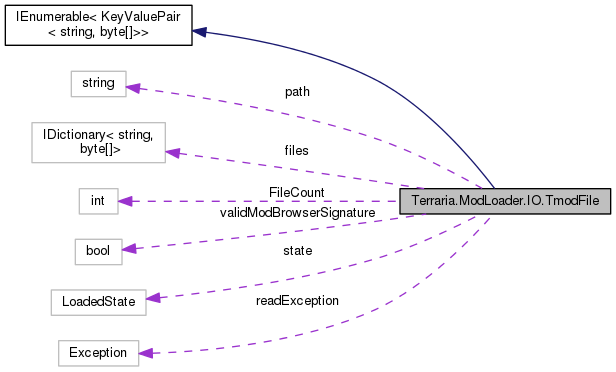 IEnumerable< KeyValuePair
< string, byte[]>>
string
path
IDictionary< string,
byte[]>
files
int
FileCount
Terraria.ModLoader.IO.TmodFile
validModBrowserSignature
bool
state
LoadedState
readException
Exception